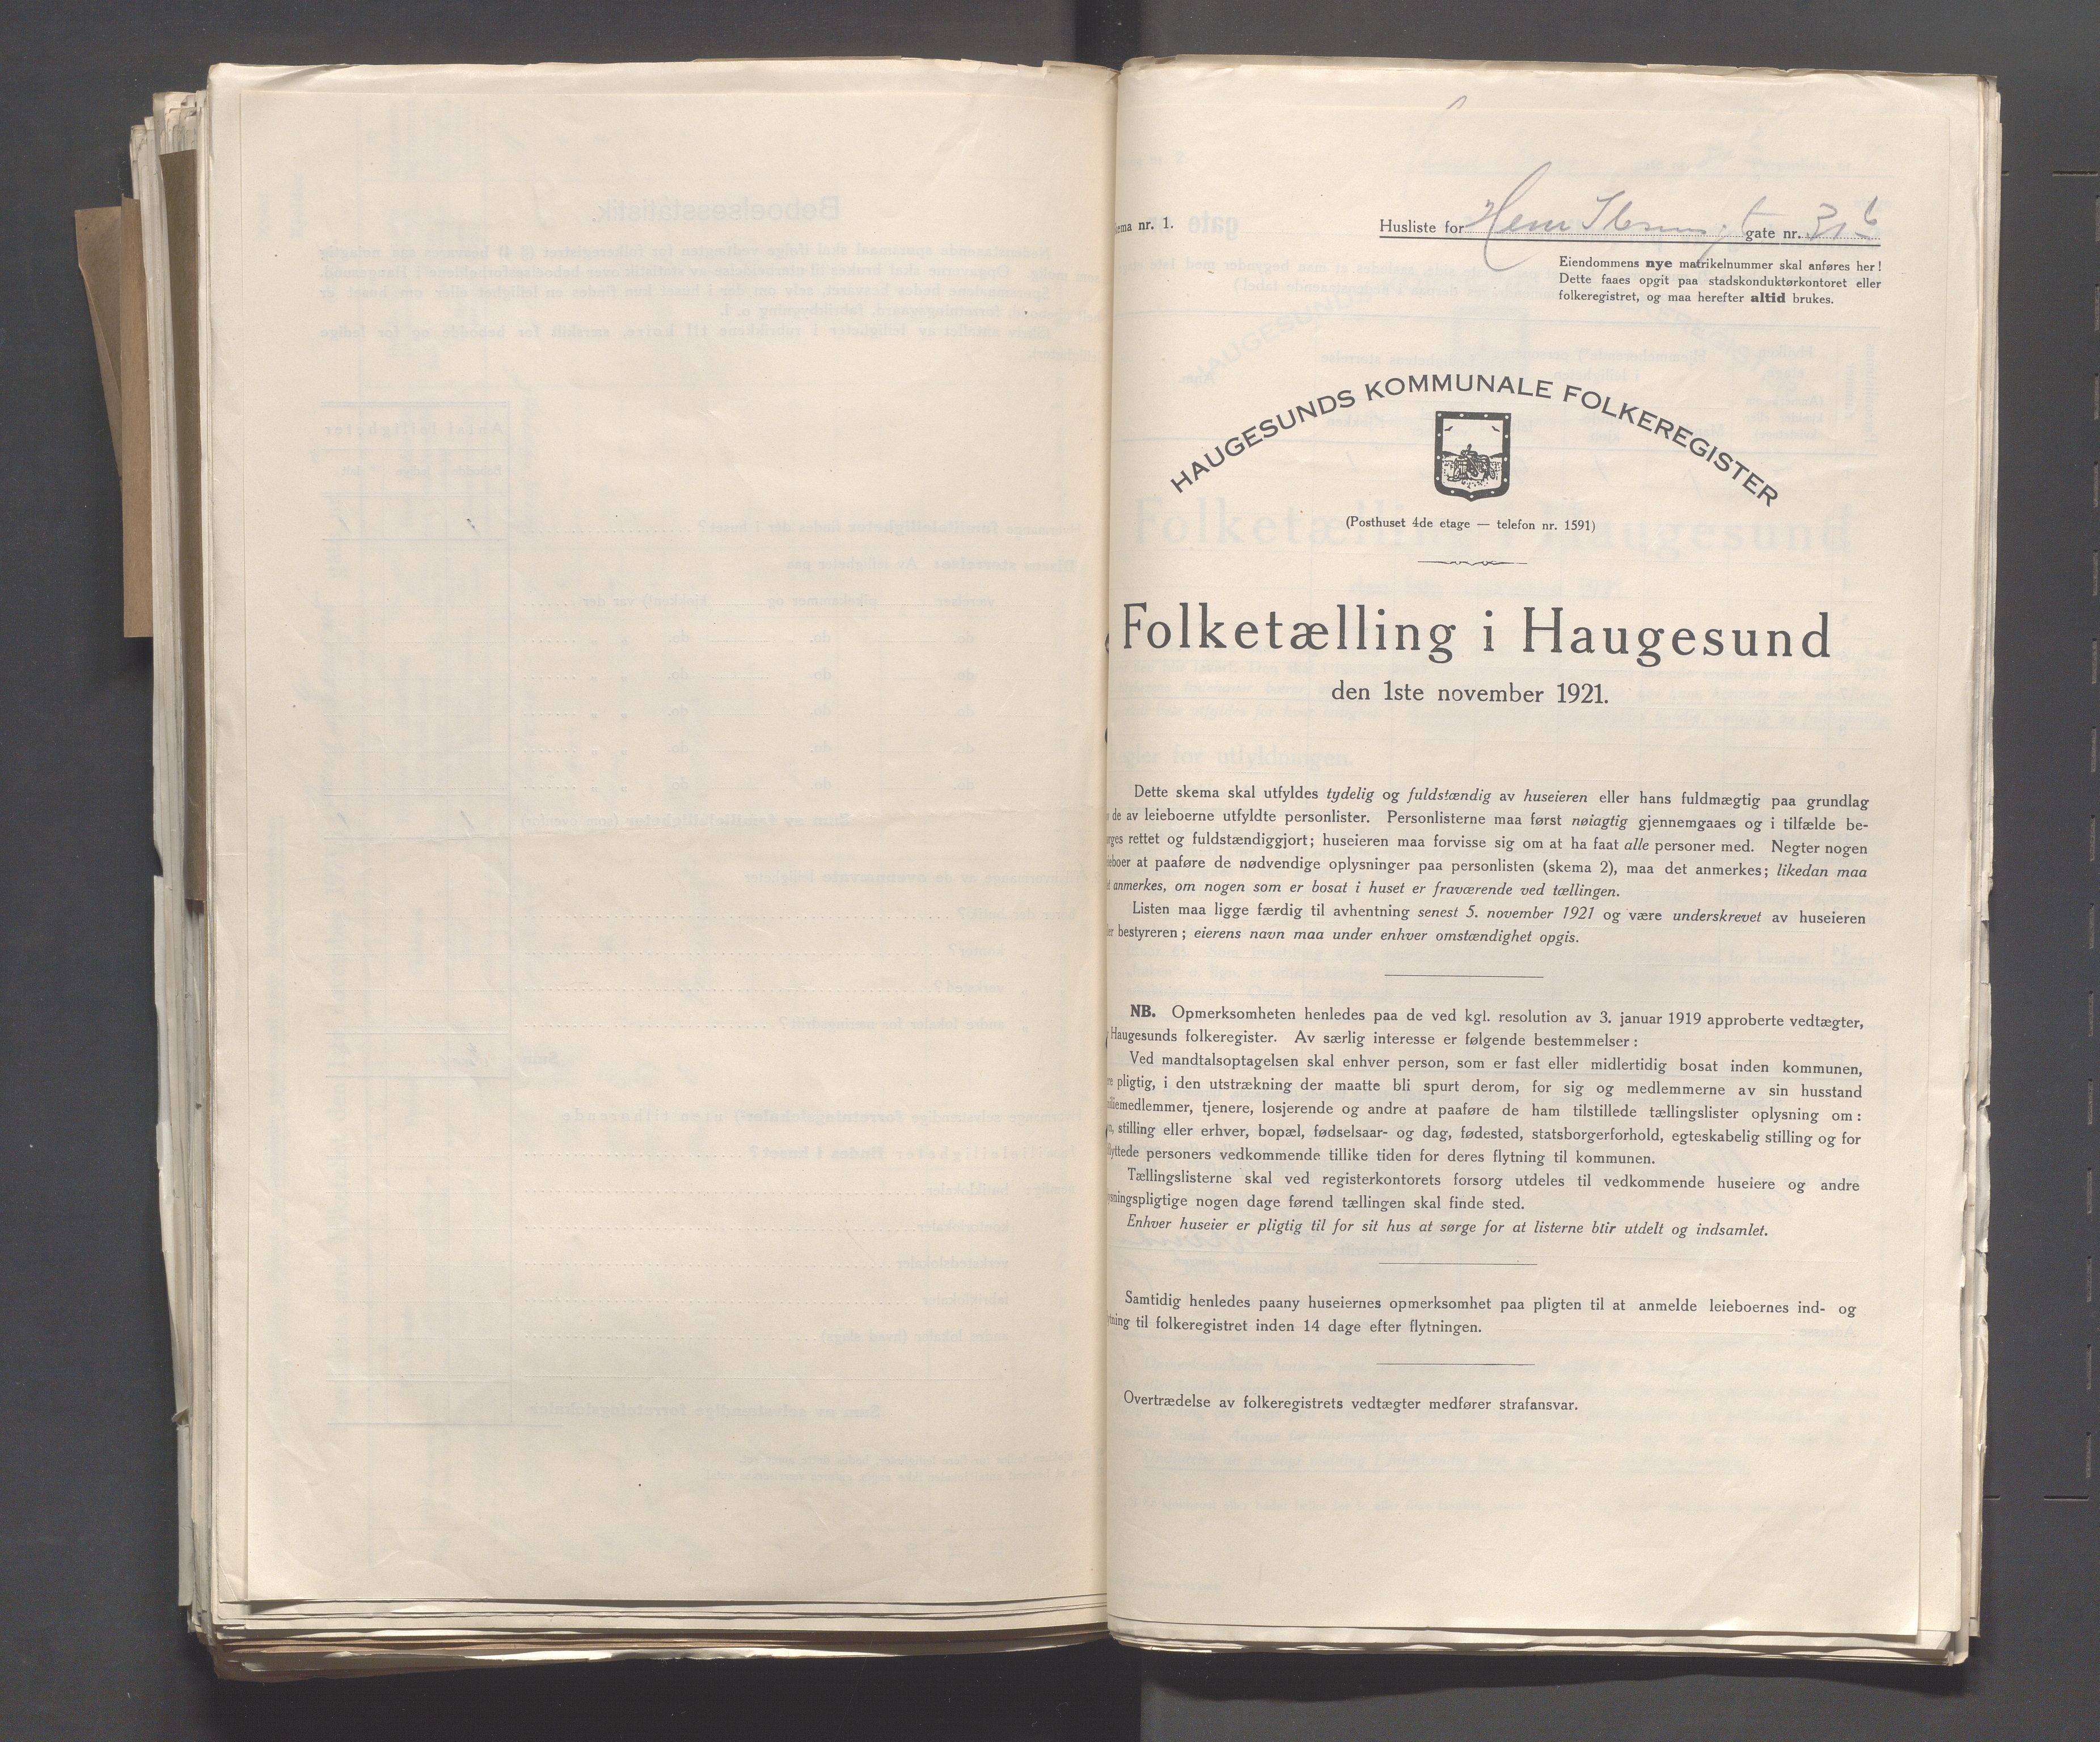 Skema nr. 1.
Husliste for Henr Ibsens gate nr. 31 b
Eiendommens nye matrikelnummer skal anføres her!
Dette faaes opgit paa stadskonduktørkontoret eller
folkeregistret, og maa herefter altid brukes.
HAUGESUNDS KOMMUNALE FOLKEREGISTER
(Posthuset 4de etage — telefon nr. 1591)
Folketælling i Haugesund
den 1ste november 1921.
Dette skema skal utfyldes tydelig og fuldstændig av huseieren eller hans fuldmægtig paa grundlag
de av leieboerne utfyldte personlister. Personlisterne maa først nøiagtig gjennemgaaes og i tilfælde be-
rettet og fuldstændiggjort; huseieren maa forvisse sig om at ha faat alle personer med. Negter nogen
at paaføre de nødvendige oplysninger paa personlisten (skema 2), maa det anmerkes; likedan maa
anmerkes, om nogen som er bosat i huset er fraværende ved tællingen.
Listen maa ligge færdig til avhentning senest 5. november 1921 og være underskrevet av huseieren
bestyreren; eierens navn maa under enhver omstændighet opgis.
NB. Opmerksomheten henledes paa de ved kgl. resolution av 3. januar 1919 approberte vedtægter,
Haugesunds folkeregister. Av særlig interesse er følgende bestemmelser:
Ved mandtalsoptagelsen skal enhver person, som er fast eller midlertidig bosat inden kommunen,
pligtig, i den utstrækning der maatte bli spurt derom, for sig og medlemmerne av sin husstand
medlemmer, tjenere, losjerende og andre at paaføre de ham tilstillede tællingslister oplysning om:
stilling eller erhver, bopæl, fødselsaar- og dag, fødested, statsborgerforhold, egteskabelig stilling og for
personers vedkommende tillike tiden for deres flytning til kommunen.
Tællingslisterne skal ved registerkontorets forsorg utdeles til vedkommende huseiere og andre
nogen dage førend tællingen skal finde sted.
Enhver huseier er pligtig til for sit hus at sørge for at listerne blir utdelt og indsamlet.
Samtidig henledes paany huseiernes opmerksomhet paa pligten til at anmelde leieboernes ind- og
til folkeregistret inden 14 dage efter flytningen.
Overtrædelse av folkeregistrets vedtægter medfører strafansvar.